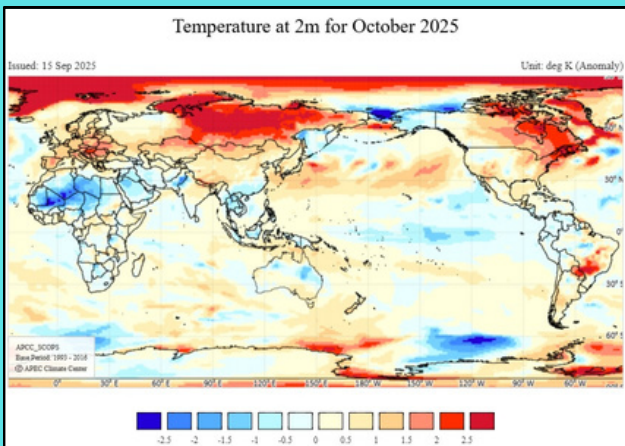 Temperature at 2m for October 2025
Issued: 15 Sep 2025
Unit: deg K (Anomaly)
30° N
0°
30° S
APCC_SCOPS
Base Period: 1993 - 2016
© APEC Climate Center
0° 30° E 60° E 90° E 120° E 150° E 180° W 150° W 120° W 90° W 60° W
-2.5 -2 -1.5 -1 -0.5 0 0.5 1 1.5 2 2.5